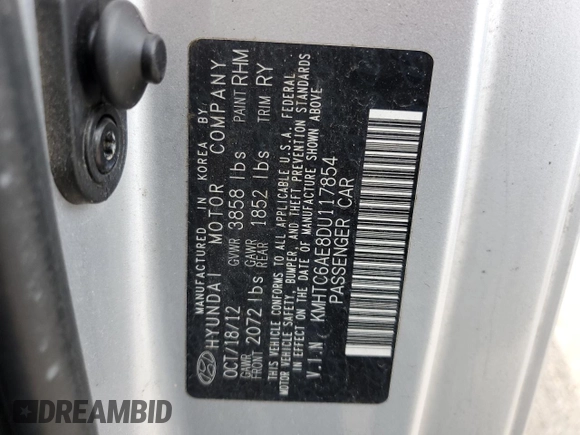 MANUFACTURED IN KOREA BY
HYUNDAI MOTOR COMPANY
OCT/18/12 GVWR 3858 lbs PAINT RHM
GAWR FRONT 2072 lbs GAWR REAR 1852 lbs TRIM RY
THIS VEHICLE CONFORMS TO ALL APPLICABLE U.S.A. FEDERAL
MOTOR VEHICLE SAFETY, BUMPER, AND THEFT PREVENTION STANDARDS
IN EFFECT ON THE DATE OF MANUFACTURE SHOWN ABOVE
V.I.N KMHTC6AE8DU117854
PASSENGER CAR
DREAMBID